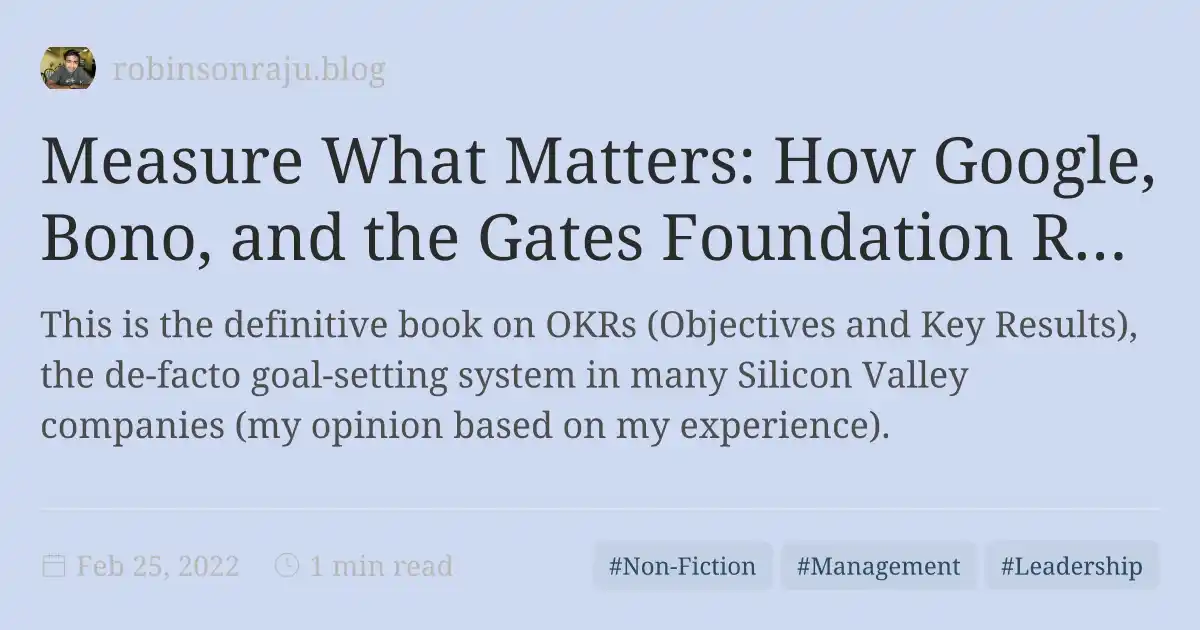 robinsonraju.blog
Measure What Matters: How Google,
Bono, and the Gates Foundation R...
This is the definitive book on OKRs (Objectives and Key Results),
the de-facto goal-setting system in many Silicon Valley
companies (my opinion based on my experience).
Feb 25, 2022 1 min read #Non-Fiction #Management #Leadership